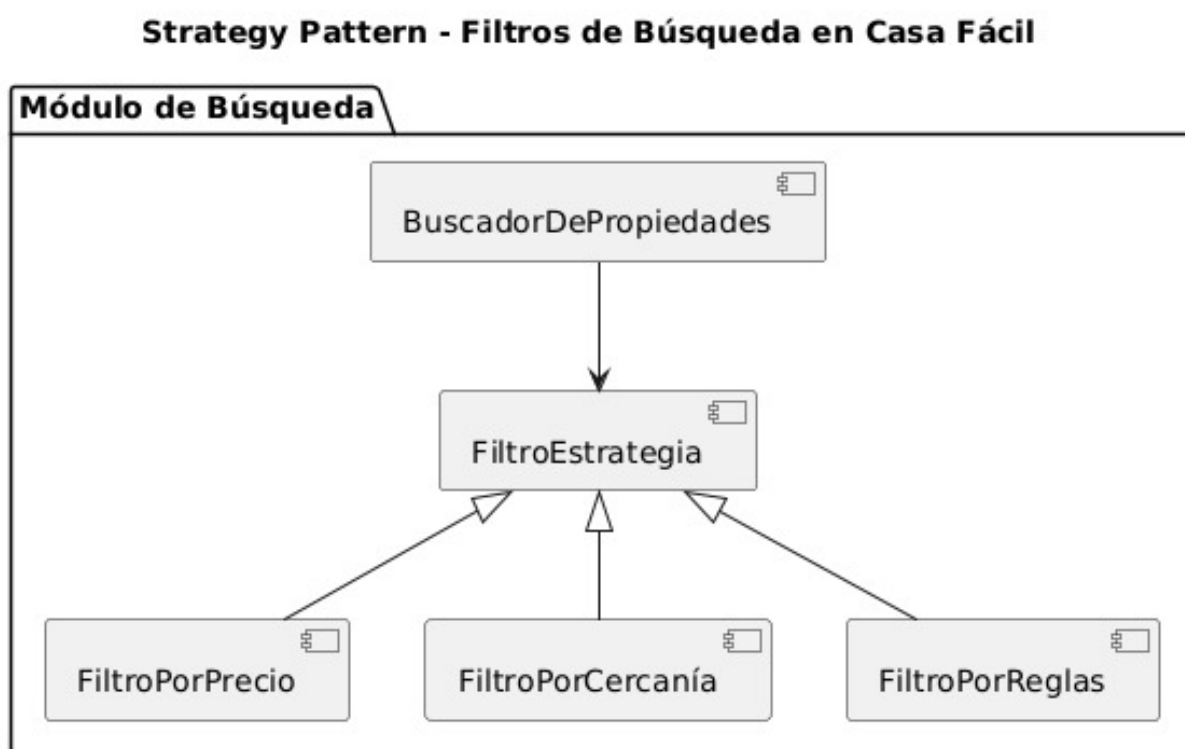 Strategy Pattern - Filtros de Búsqueda en Casa Fácil
Módulo de Búsqueda
BuscadorDePropiedades
FiltroEstrategia
FiltroPorPrecio
FiltroPorCercanía
FiltroPorReglas